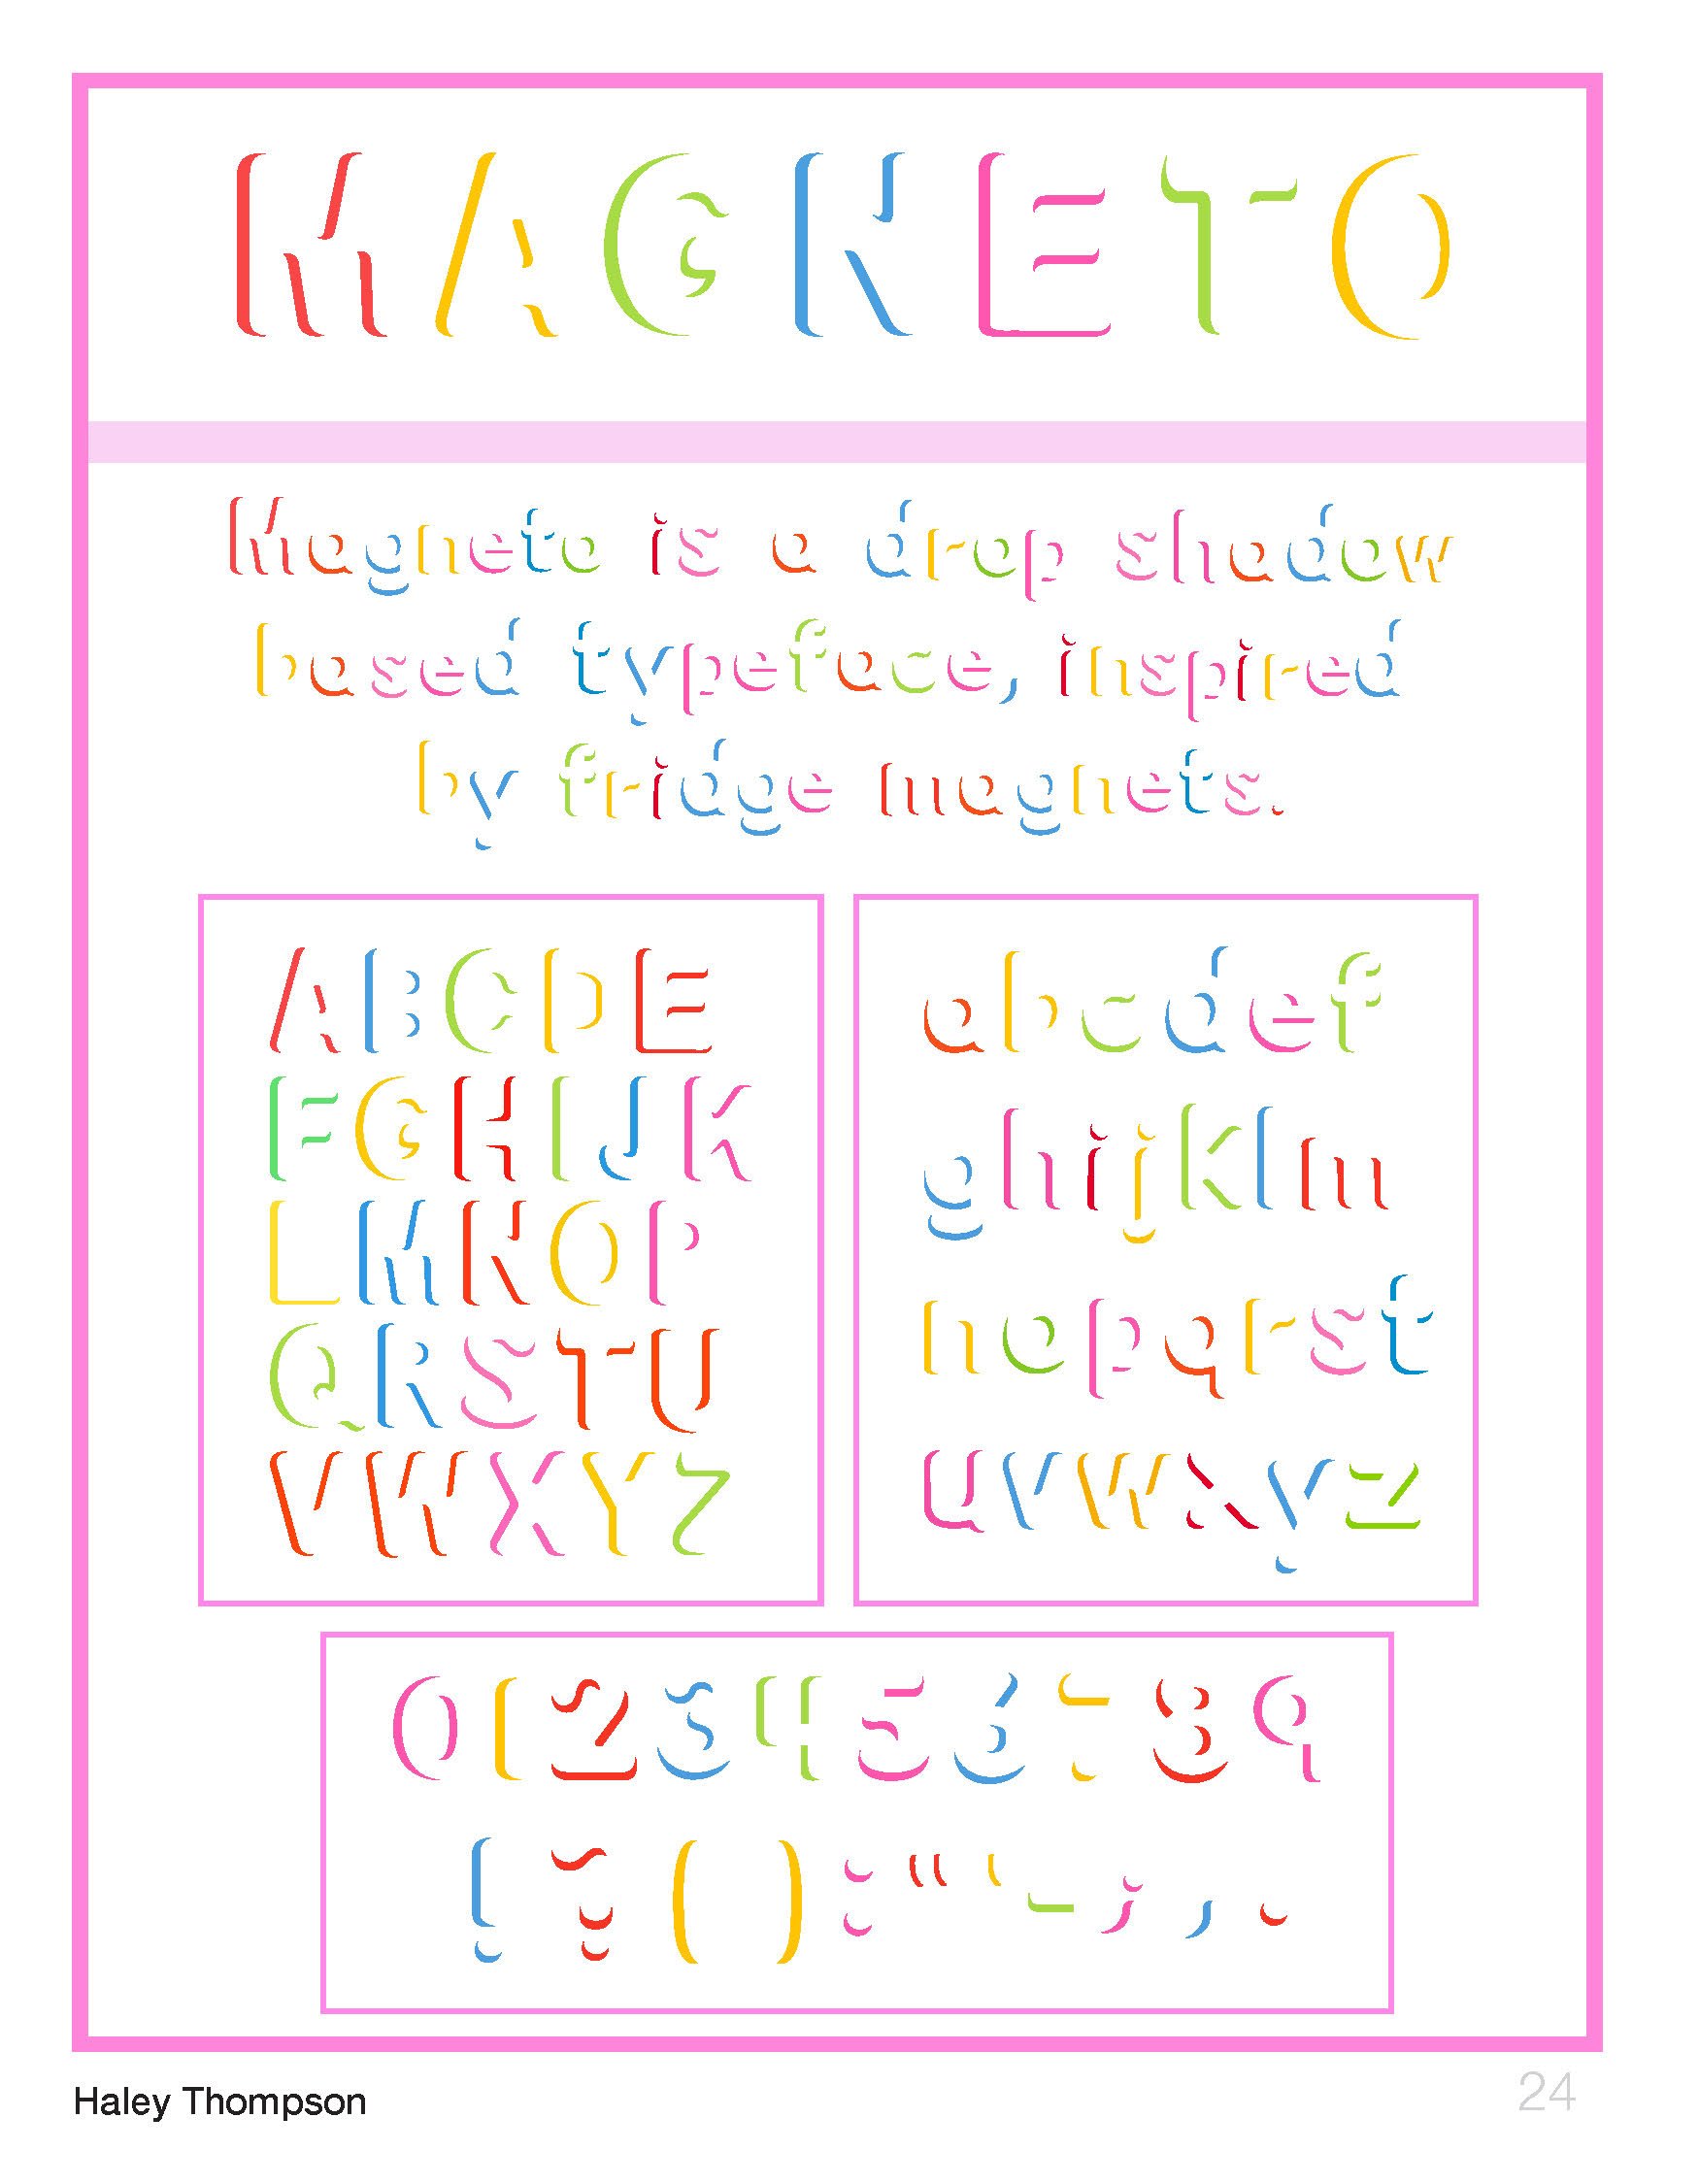 MAGNETO
Magneto is a drop shadow
based typeface, inspired
by fridge magnets.
ABCDE
FGHIJK
LMNOP
QRSTU
VWXYZ
abcdef
ghijklm
nopqrst
uvwxyz
0123456789
! ? ( ) : " ' - ; , .
Haley Thompson
24